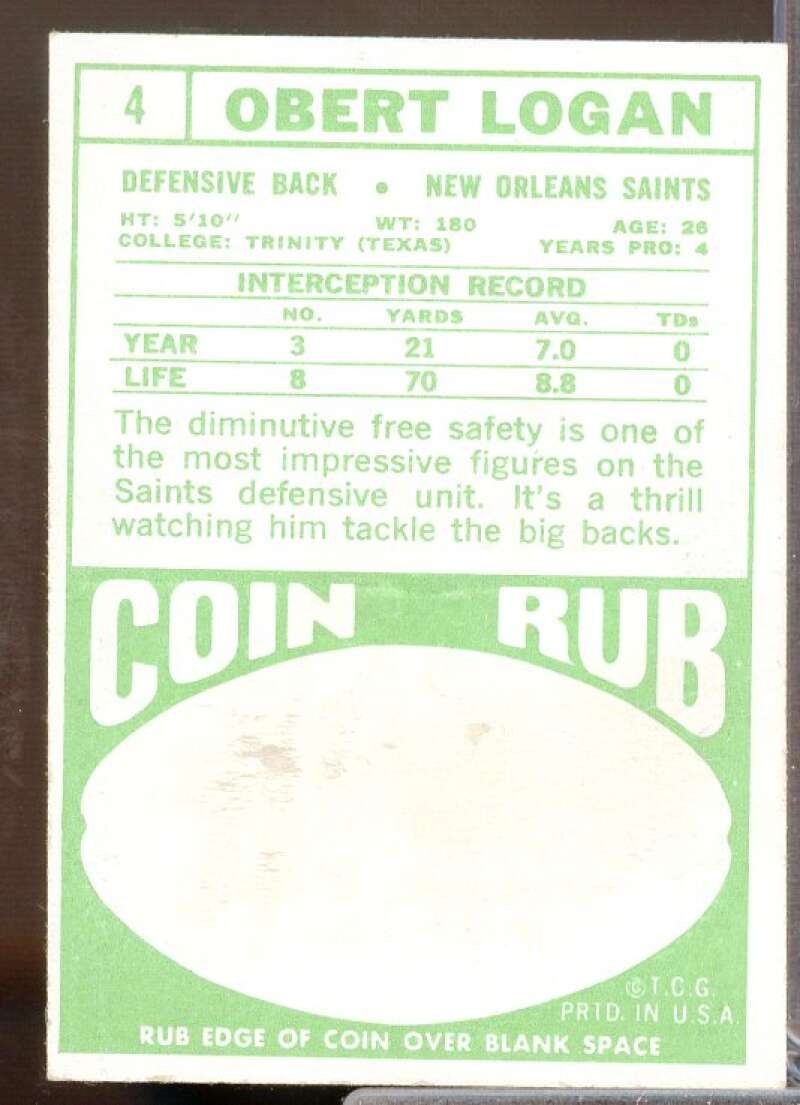 4 OBERT LOGAN
DEFENSIVE BACK • NEW ORLEANS SAINTS
HT: 5'10" WT: 180 AGE: 26
COLLEGE: TRINITY (TEXAS) YEARS PRO: 4
INTERCEPTION RECORD
NO. YARDS AVG. TDs
YEAR 3 21 7.0 0
LIFE 8 70 8.8 0
The diminutive free safety is one of
the most impressive figures on the
Saints defensive unit. It's a thrill
watching him tackle the big backs.
COIN RUB
© T.C.G.
PRTD. IN U.S.A.
RUB EDGE OF COIN OVER BLANK SPACE